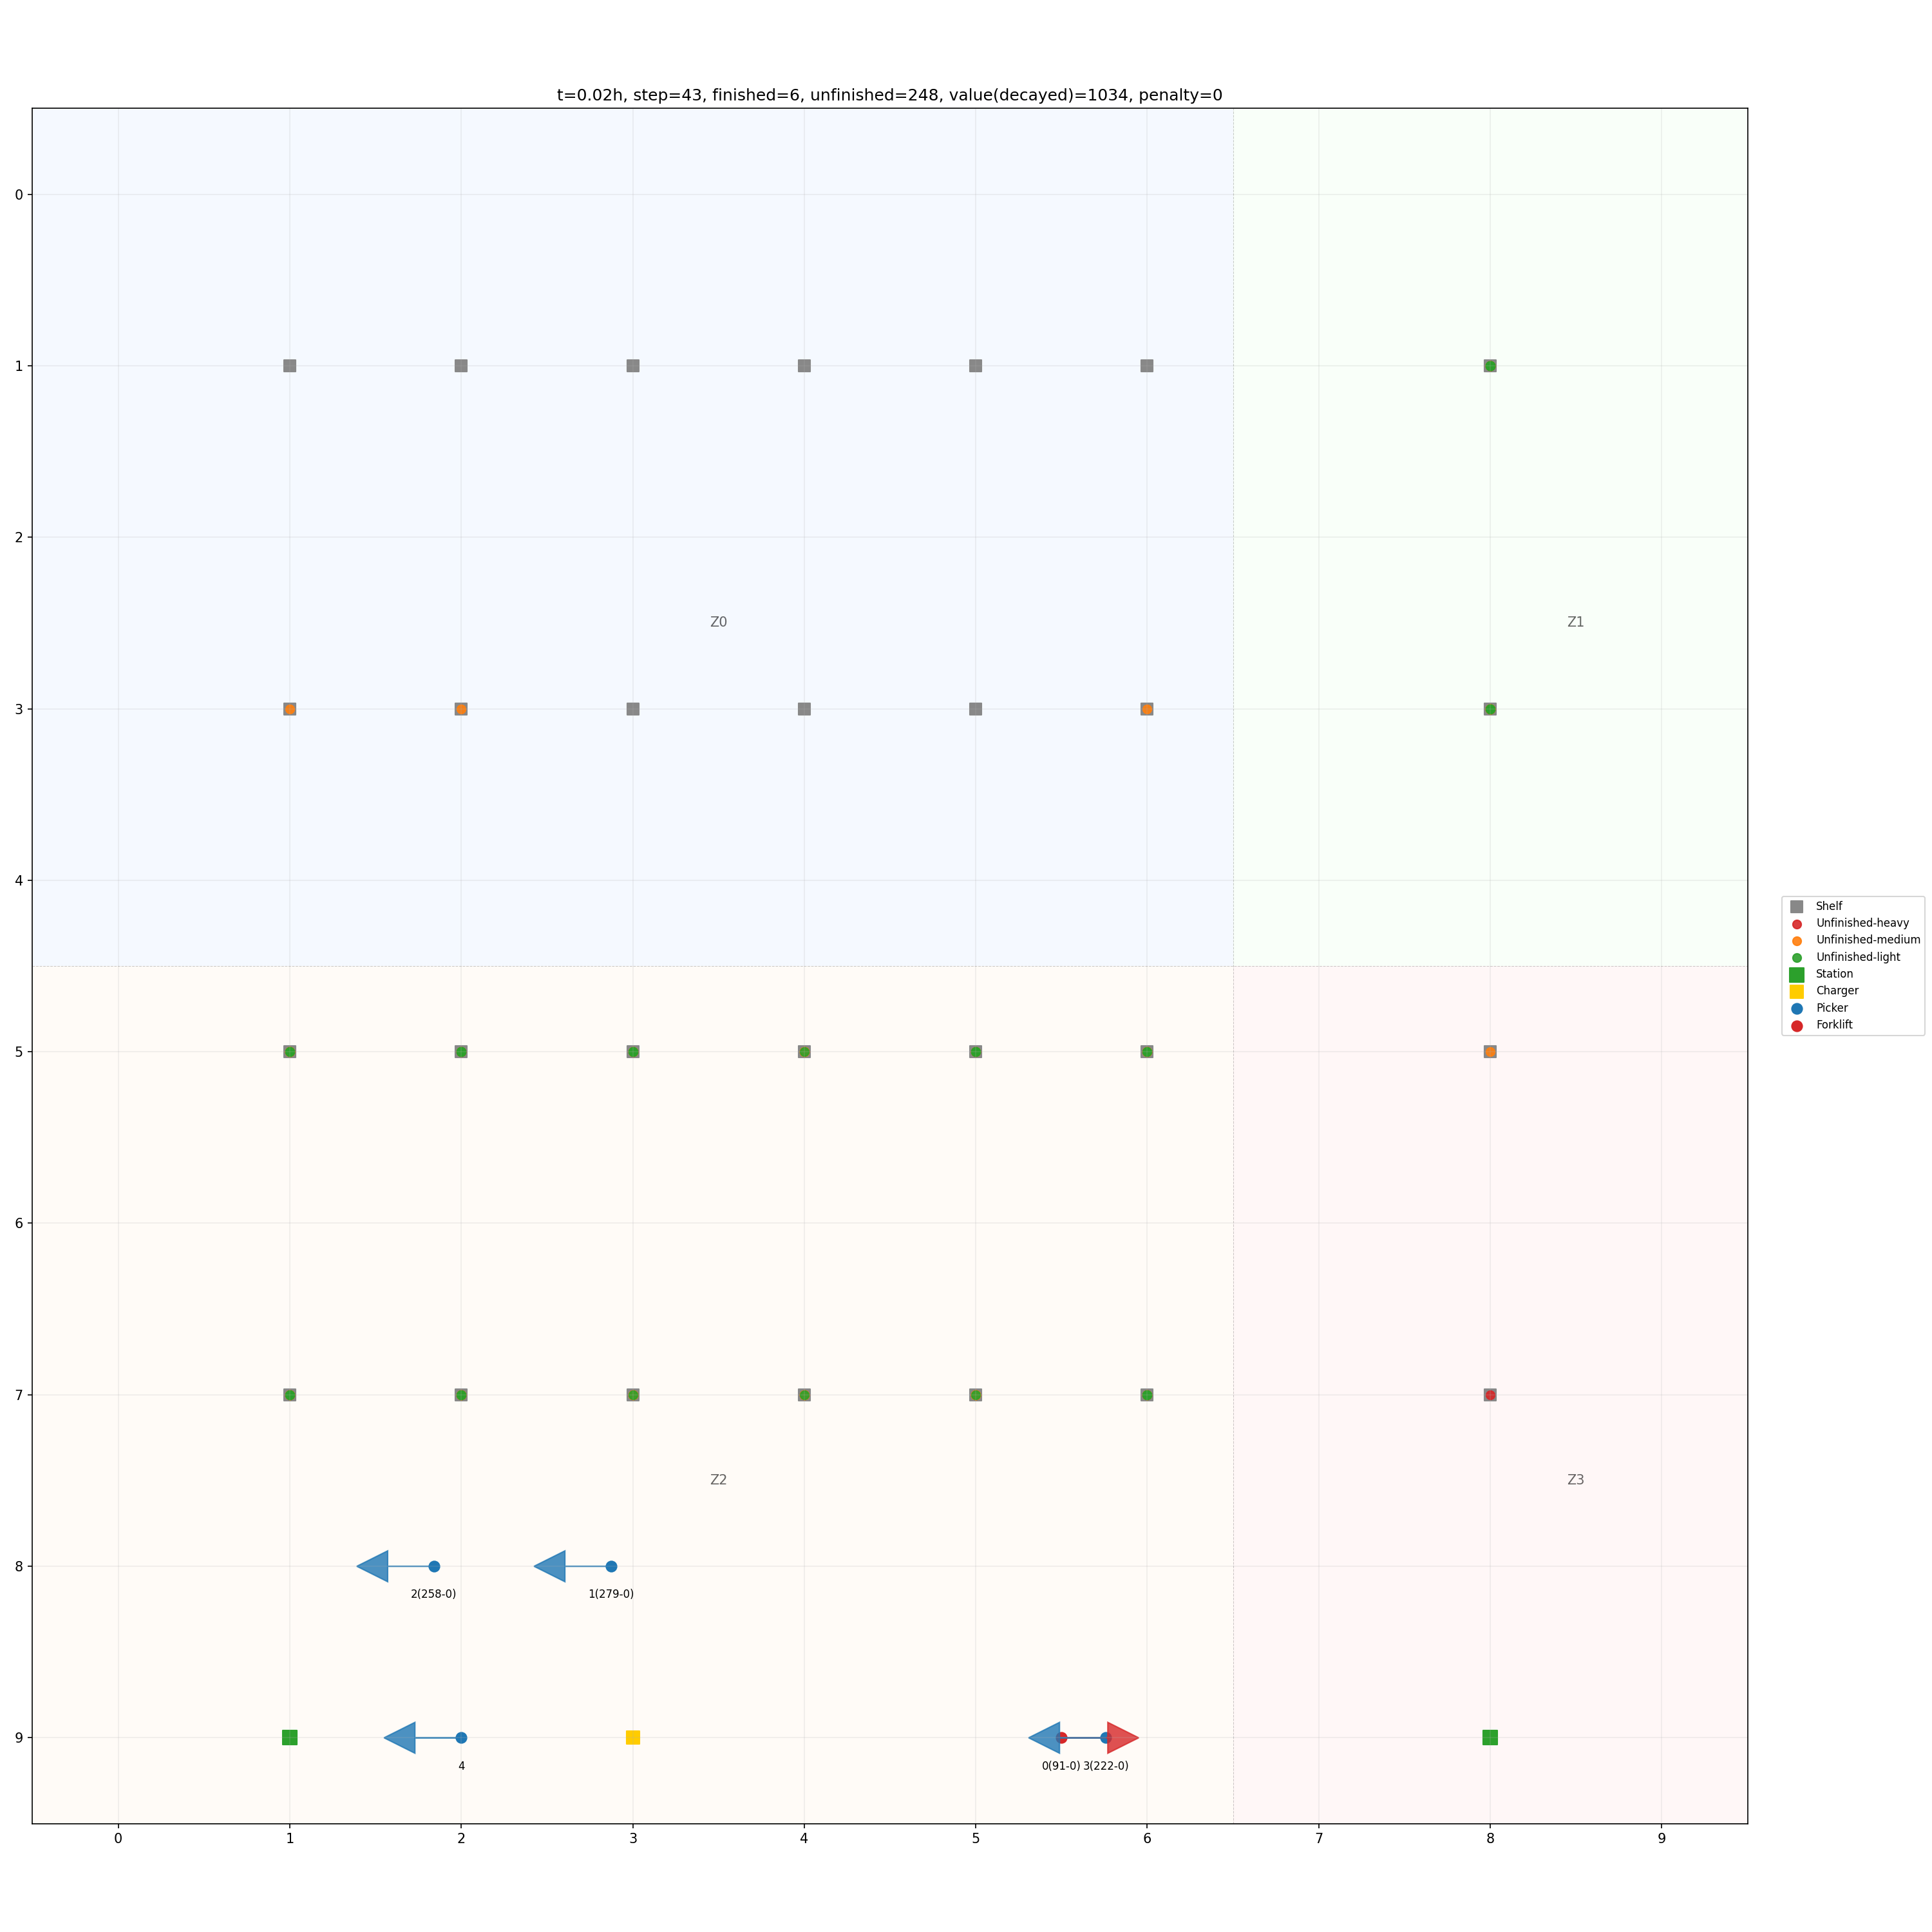 t=0.02h, step=43, finished=6, unfinished=248, value(decayed)=1034, penalty=0
0
1
2
Z0 Z1
3
4
Shelf
Unfinished-heavy
Unfinished-medium
Unfinished-light
Station
Charger
Picker
Forklift
5
6
7
Z2 Z3
8
2(258-0) 1(279-0)
9
4 0(91-0) 3(222-0)
0 1 2 3 4 5 6 7 8 9